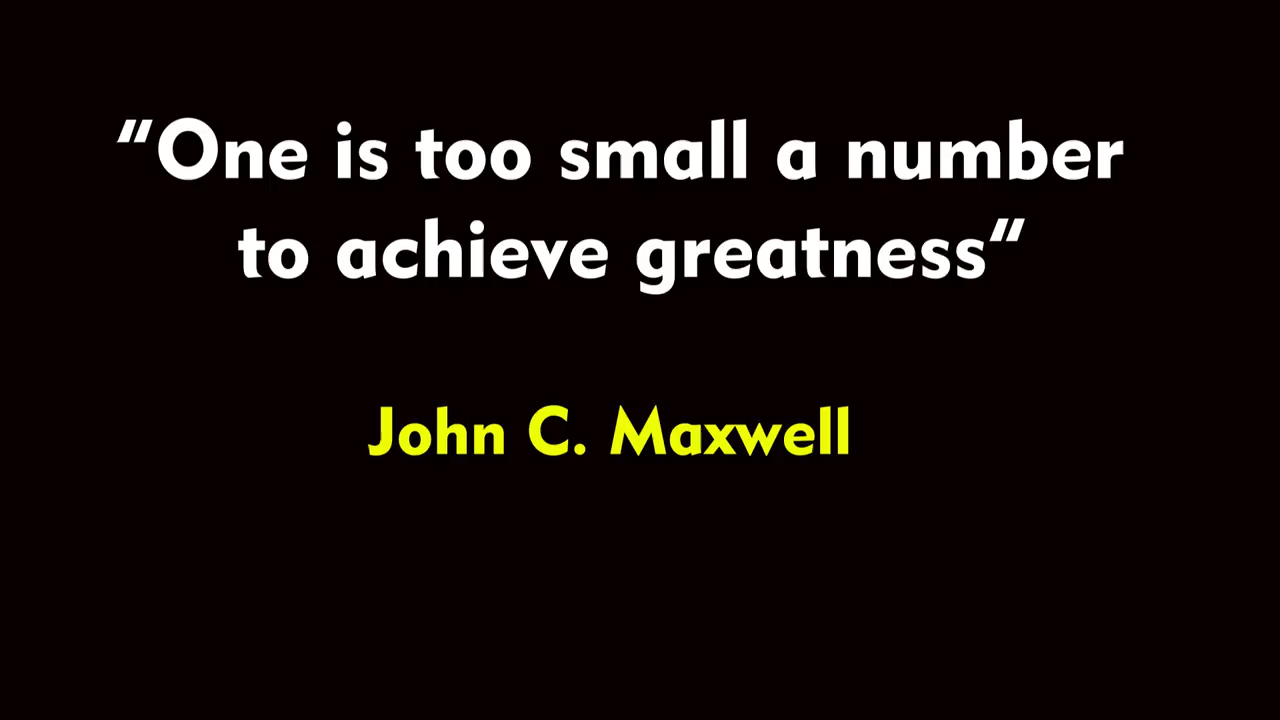 “One is too small a number
to achieve greatness“
John C. Maxwell